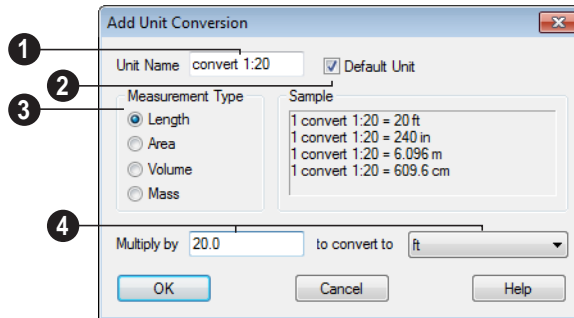 Add Unit Conversion
1
Unit Name convert 1:20 Default Unit
2
3
Measurement Type
Length
Area
Volume
Mass
Sample
1 convert 1:20 = 20 ft
1 convert 1:20 = 240 in
1 convert 1:20 = 6.096 m
1 convert 1:20 = 609.6 cm
4
Multiply by 20.0 to convert to ft
OK Cancel Help